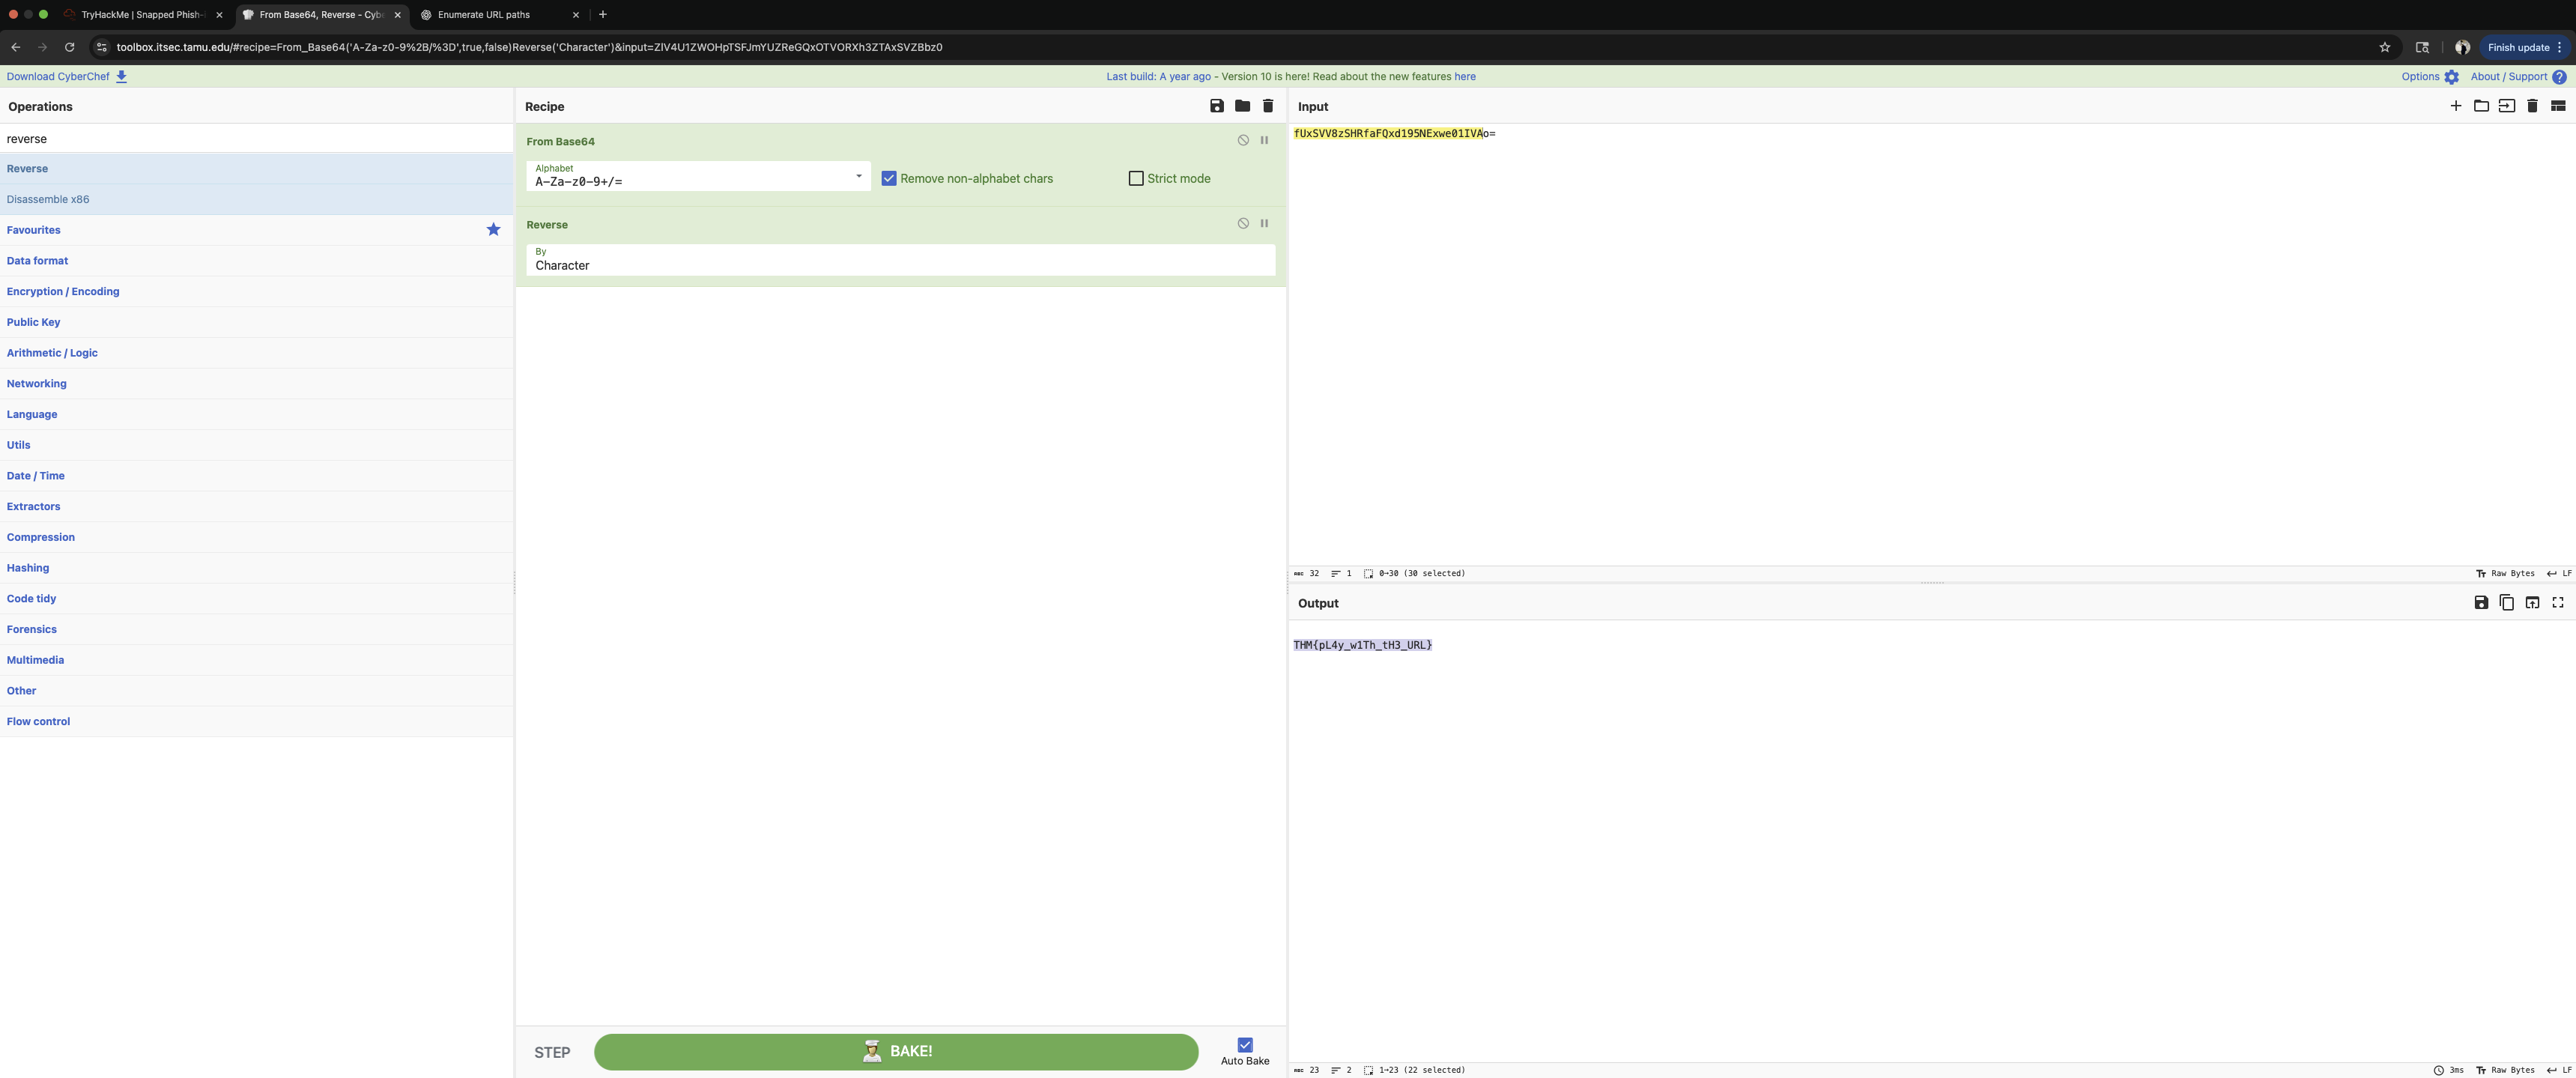 TryHackMe | Snapped Phish-
From Base64, Reverse - Cybe
Enumerate URL paths
toolbox.itsec.tamu.edu/#recipe=From_Base64('A-Za-z0-9%2B/%3D',true,false)Reverse('Character')&input=ZlV4U1ZWOHpTSFJmYUZReGQxOTVORXh3ZTAxSVZBbz0
Finish update
Download CyberChef
Last build: A year ago - Version 10 is here! Read about the new features here
Options
About / Support
Operations
reverse
Reverse
Disassemble x86
Favourites
Data format
Encryption / Encoding
Public Key
Arithmetic / Logic
Networking
Language
Utils
Date / Time
Extractors
Compression
Hashing
Code tidy
Forensics
Multimedia
Other
Flow control
Recipe
From Base64
Alphabet
A-Za-z0-9+/=
Remove non-alphabet chars
Strict mode
Reverse
By
Character
STEP
BAKE!
Auto Bake
Input
fUxSVV8zSHRfaFQxd195NExwe01IVAo=
32 1 0→30 (30 selected)
Raw Bytes LF
Output
THM{pL4y_w1Th_tH3_URL}
23 2 1→23 (22 selected)
3ms Raw Bytes LF